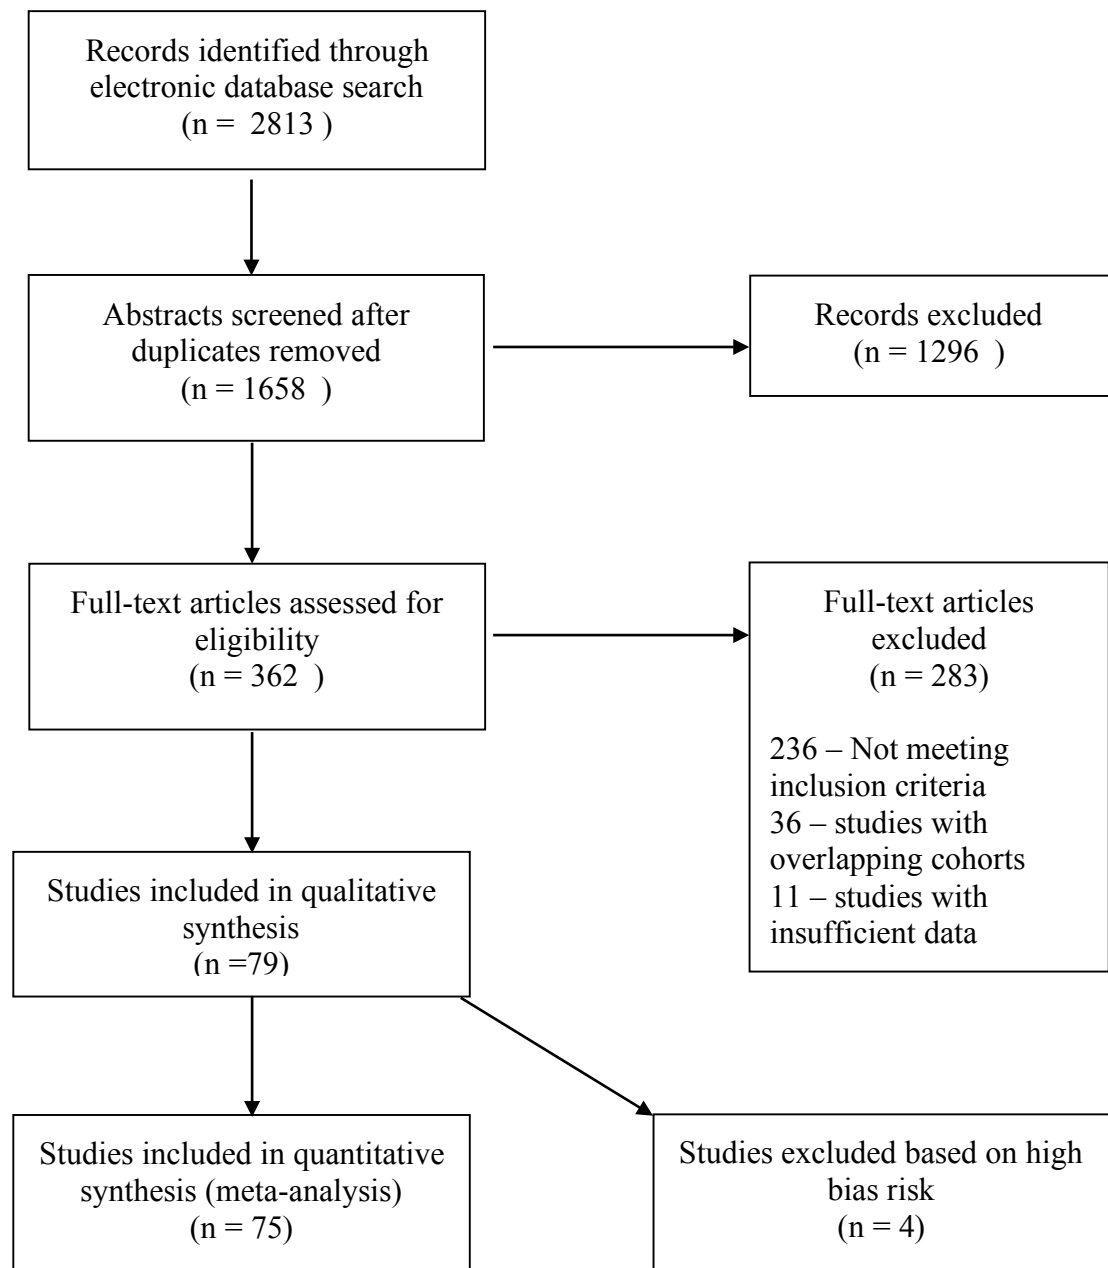 Records identified through
electronic database search
(n =  2813 )
Abstracts screened after
duplicates removed
(n = 1658  )
Records excluded
(n = 1296  )
Full-text articles assessed for
eligibility
(n = 362  )
Full-text articles
excluded
(n = 283)
236 – Not meeting
inclusion criteria
36 – studies with
overlapping cohorts
11 – studies with
insufficient data
Studies included in qualitative
synthesis
(n =79)
Studies included in quantitative
synthesis (meta-analysis)
(n = 75)
Studies excluded based on high
bias risk
(n = 4)